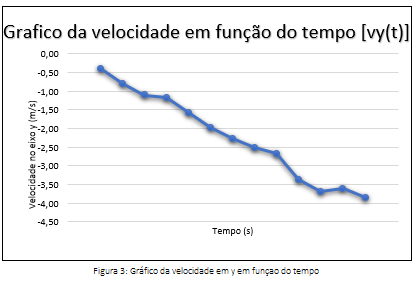 Grafico da velocidade em função do tempo [vy(t)]
0,00
-0,50
-1,00
-1,50
-2,00
-2,50
-3,00
-3,50
-4,00
-4,50
Velocidade no eixo y (m/s)
Tempo (s)
Figura 3: Gráfico da velocidade em y em funçao do tempo